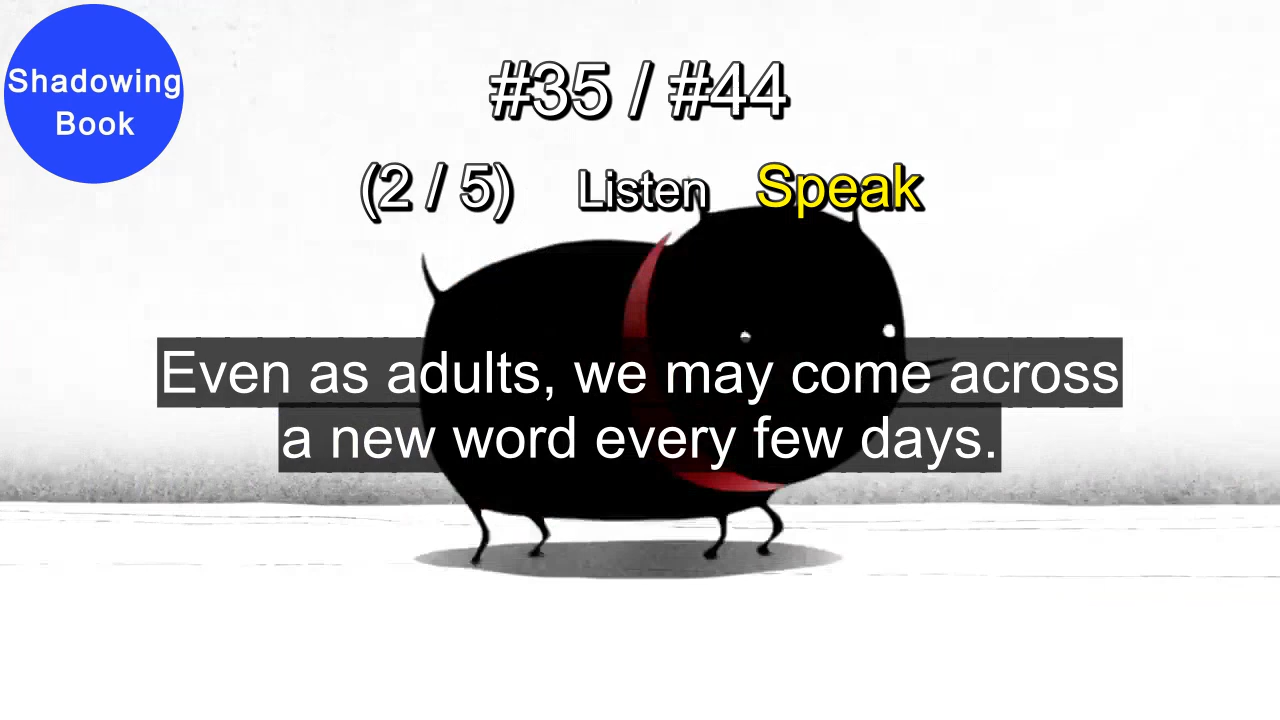 Shadowing
Book
#35 / #44
(2 / 5) Listen Speak
Even as adults, we may come across
a new word every few days.